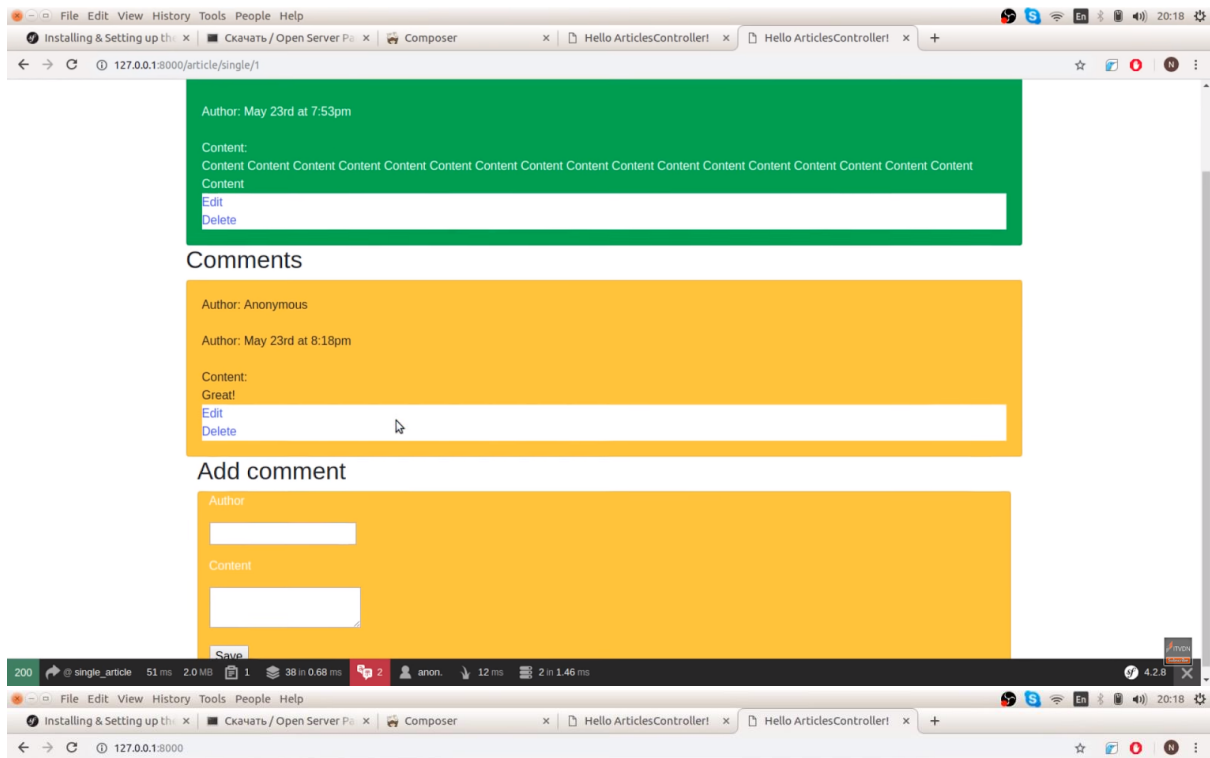 File Edit View History Tools People Help En 20:18
Installing & Setting up the Скачать / Open Server Pa Composer Hello ArticlesController! Hello ArticlesController!
127.0.0.1:8000/article/single/1 N
Author: May 23rd at 7:53pm
Content:
Content Content Content Content Content Content Content Content Content Content Content Content Content Content Content Content Content
Content
Edit
Delete
Comments
Author: Anonymous
Author: May 23rd at 8:18pm
Content:
Great!
Edit
Delete
Add comment
Author
Content
Save
ITVDN
200 @ single_article 51 ms 2.0 MB 1 38 in 0.68 ms 2 anon. 12 ms 2 in 1.46 ms sf 4.2.8
File Edit View History Tools People Help En 20:18
Installing & Setting up the Скачать / Open Server Pa Composer Hello ArticlesController! Hello ArticlesController!
127.0.0.1:8000 N